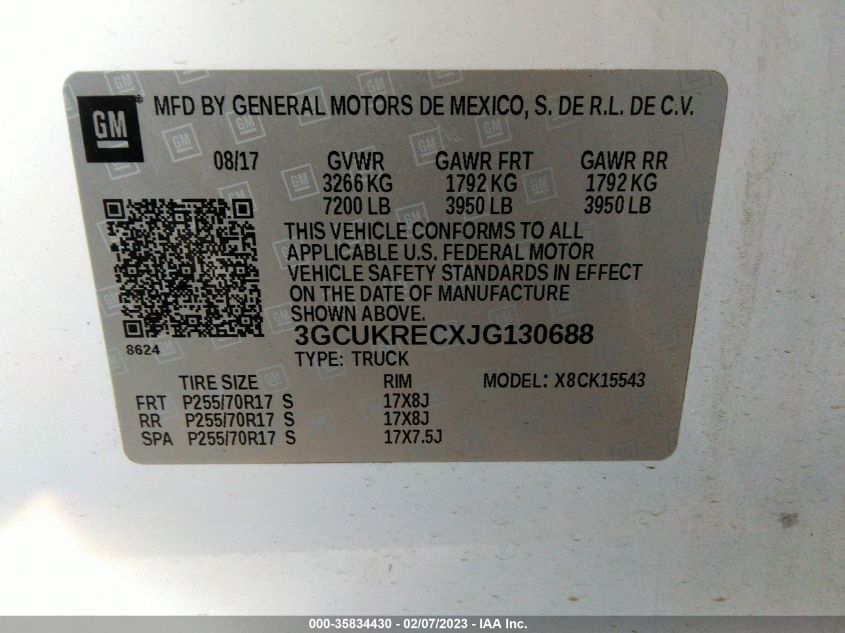 GM ® MFD BY GENERAL MOTORS DE MEXICO, S. DE R.L. DE C.V.
08/17 GVWR GAWR FRT GAWR RR
3266 KG 1792 KG 1792 KG
7200 LB 3950 LB 3950 LB
THIS VEHICLE CONFORMS TO ALL
APPLICABLE U.S. FEDERAL MOTOR
VEHICLE SAFETY STANDARDS IN EFFECT
ON THE DATE OF MANUFACTURE
SHOWN ABOVE.
3GCUKRECXJG130688
8624
TYPE: TRUCK
TIRE SIZE RIM MODEL: X8CK15543
FRT P255/70R17 S 17X8J
RR P255/70R17 S 17X8J
SPA P255/70R17 S 17X7.5J
000-35834430 - 02/07/2023 - IAA Inc.